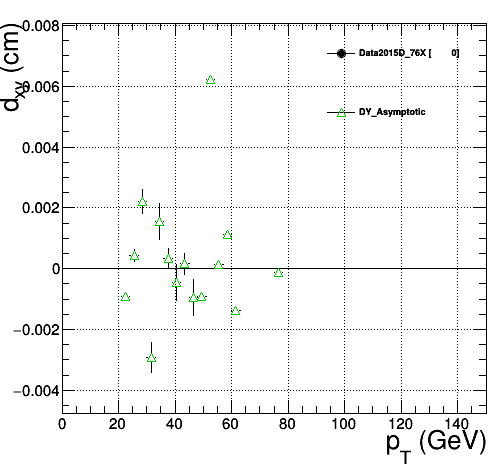 d_xy (cm)
0.008
0.006
0.004
0.002
0
−0.002
−0.004
Data2015D_76X [ 0]
DY_Asymptotic
0 20 40 60 80 100 120 140
p_T (GeV)